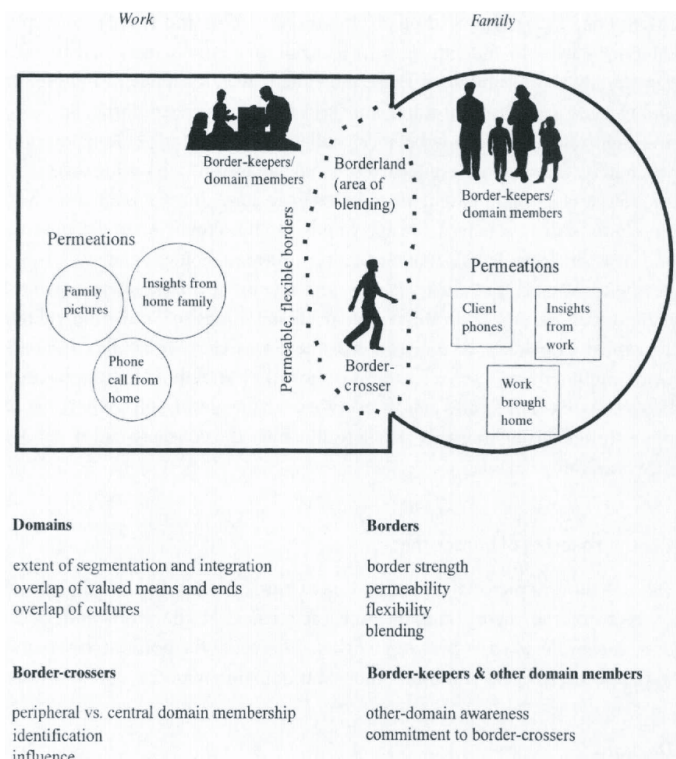 Work
Family
Border-keepers/
domain members
Borderland
(area of
blending)
Border-keepers/
domain members
Permeations
Family
pictures
Insights from
home family
Phone
call from
home
Permeable, flexible borders
Border-
crosser
Permeations
Client
phones
Insights
from
work
Work
brought
home
Domains
extent of segmentation and integration
overlap of valued means and ends
overlap of cultures
Borders
border strength
permeability
flexibility
blending
Border-crossers
peripheral vs. central domain membership
identification
influence
Border-keepers & other domain members
other-domain awareness
commitment to border-crossers